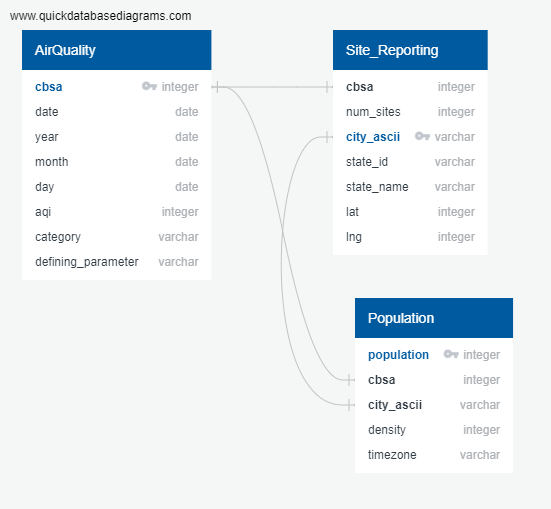 www.quickdatabasediagrams.com
AirQuality
cbsa integer
date date
year date
month date
day date
aqi integer
category varchar
defining_parameter varchar
Site_Reporting
cbsa integer
num_sites integer
city_ascii varchar
state_id varchar
state_name varchar
lat integer
lng integer
Population
population integer
cbsa integer
city_ascii varchar
density integer
timezone varchar